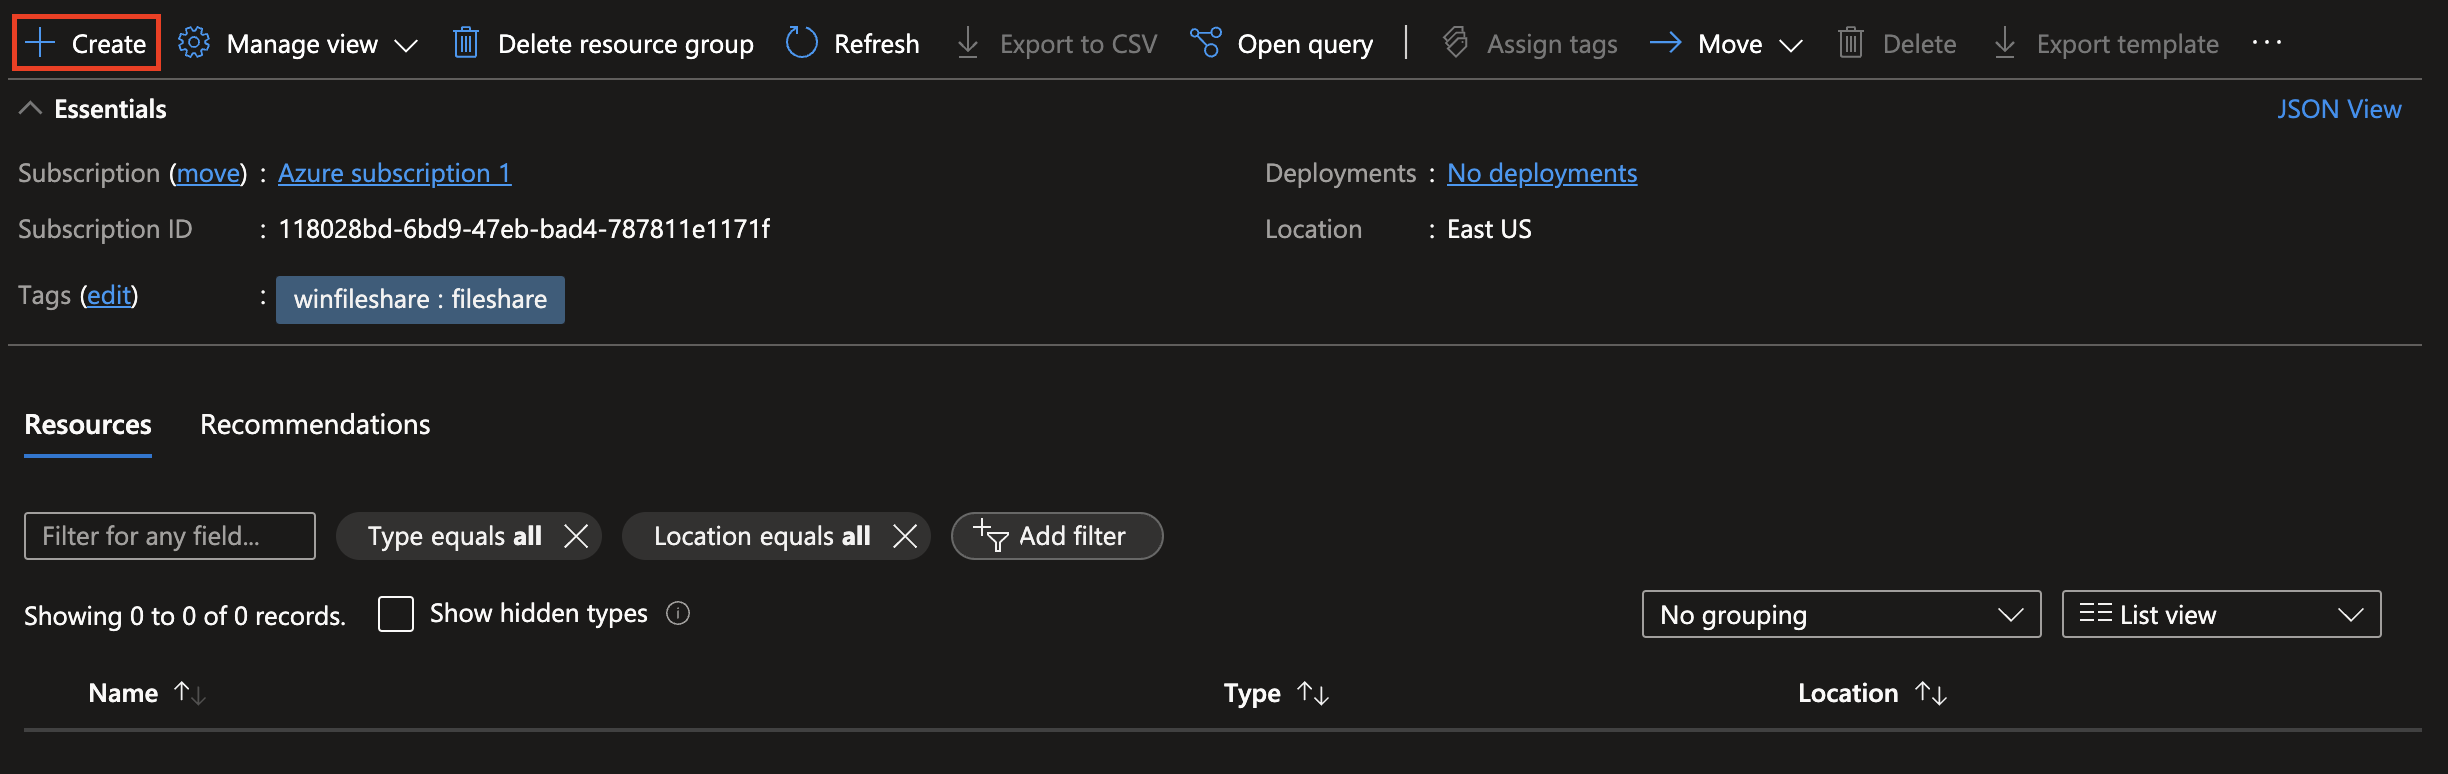 Create Manage view Delete resource group Refresh Export to CSV Open query Assign tags Move Delete Export template ...
Essentials JSON View
Subscription (move) : Azure subscription 1 Deployments : No deployments
Subscription ID : 118028bd-6bd9-47eb-bad4-787811e1171f Location : East US
Tags (edit) : winfileshare : fileshare
Resources Recommendations
Filter for any field... Type equals all Location equals all Add filter
Showing 0 to 0 of 0 records. Show hidden types No grouping List view
Name Type Location